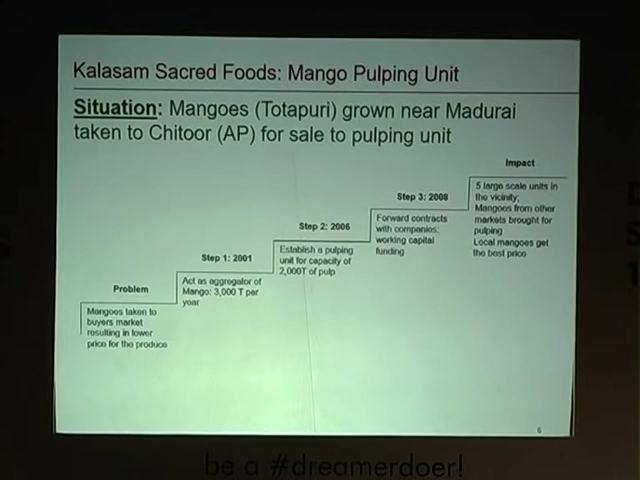 Kalasam Sacred Foods: Mango Pulping Unit
Situation: Mangoes (Totapuri) grown near Madurai
taken to Chitoor (AP) for sale to pulping unit
Impact
5 large scale units in
the vicinity;
Mangoes from other
markets brought for
pulping
Local mangoes get
the best price
Step 3: 2008
Forward contracts
with companies:
working capital
funding
Step 2: 2006
Establish a pulping
unit for capacity of
2,000T of pulp
Step 1: 2001
Act as aggregator of
Mango: 3,000 T per
year
Problem
Mangoes taken to
buyers market
resulting in lower
price for the produce
6
be a #dreamerdoer!